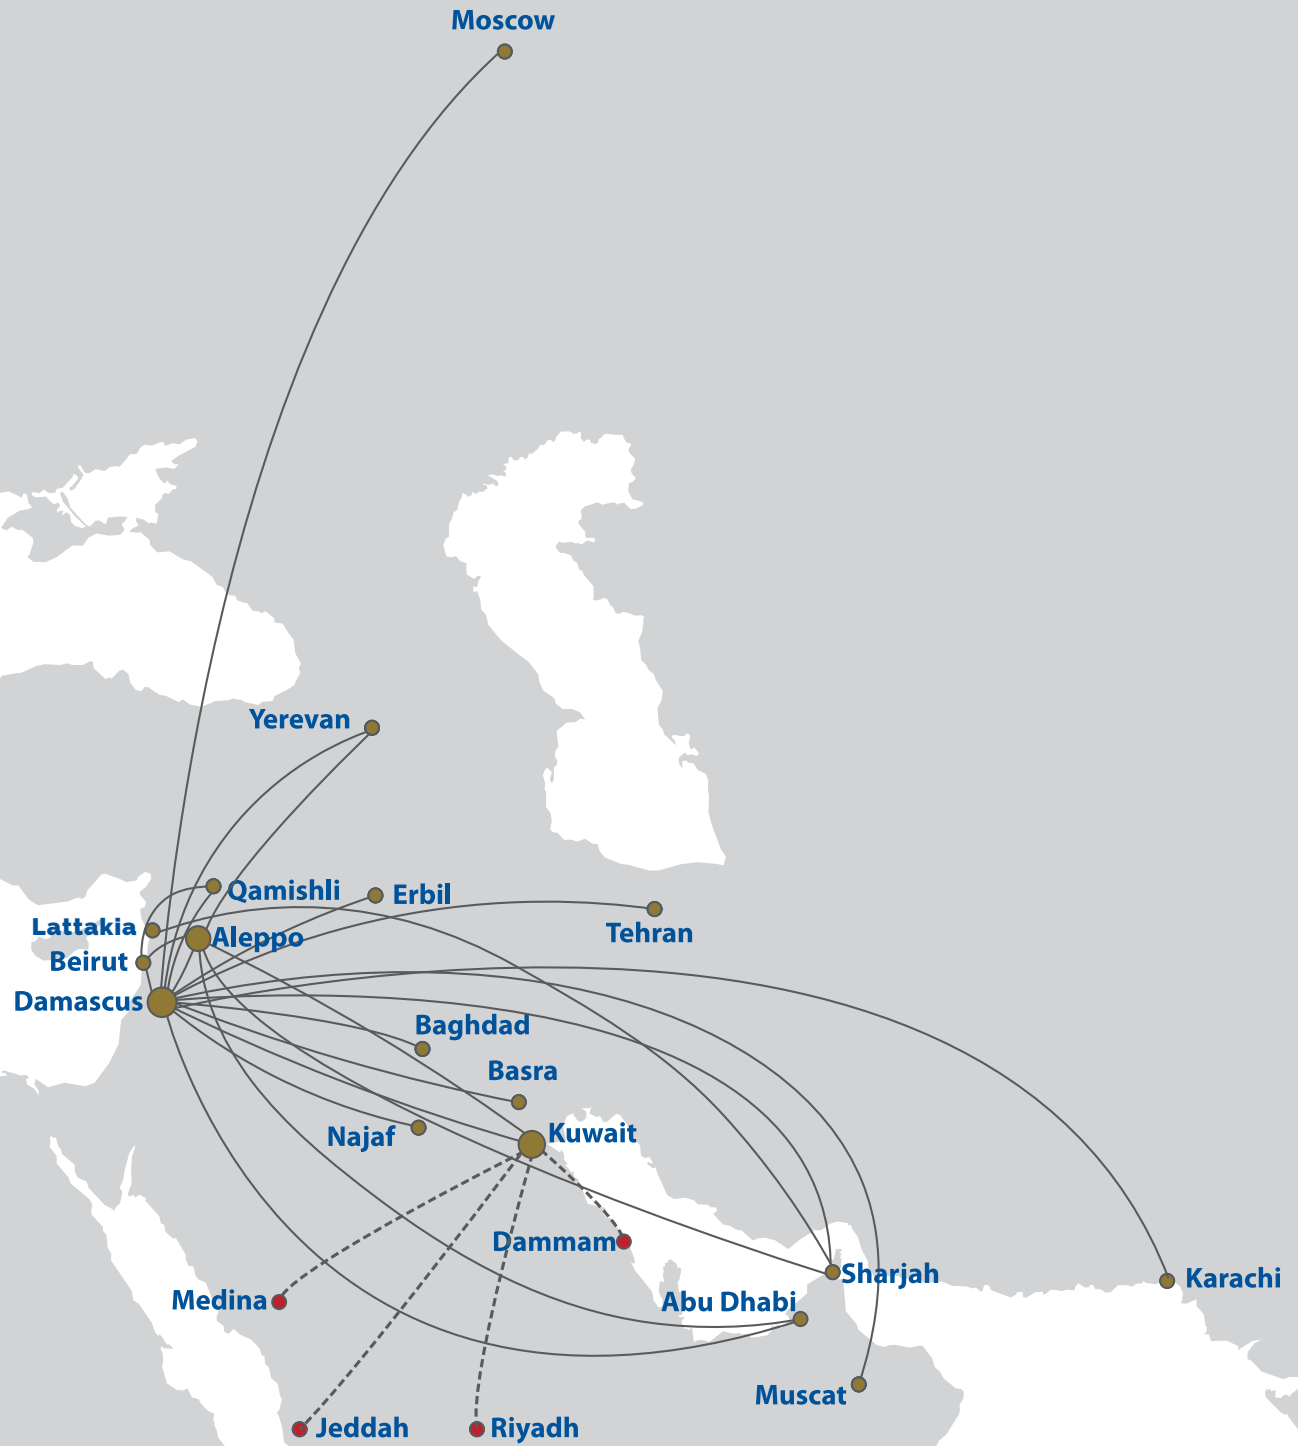 Moscow
Yerevan
Qamishli
Erbil
Lattakia
Aleppo
Tehran
Beirut
Damascus
Baghdad
Basra
Najaf
Kuwait
Dammam
Sharjah
Karachi
Medina
Abu Dhabi
Muscat
Jeddah
Riyadh